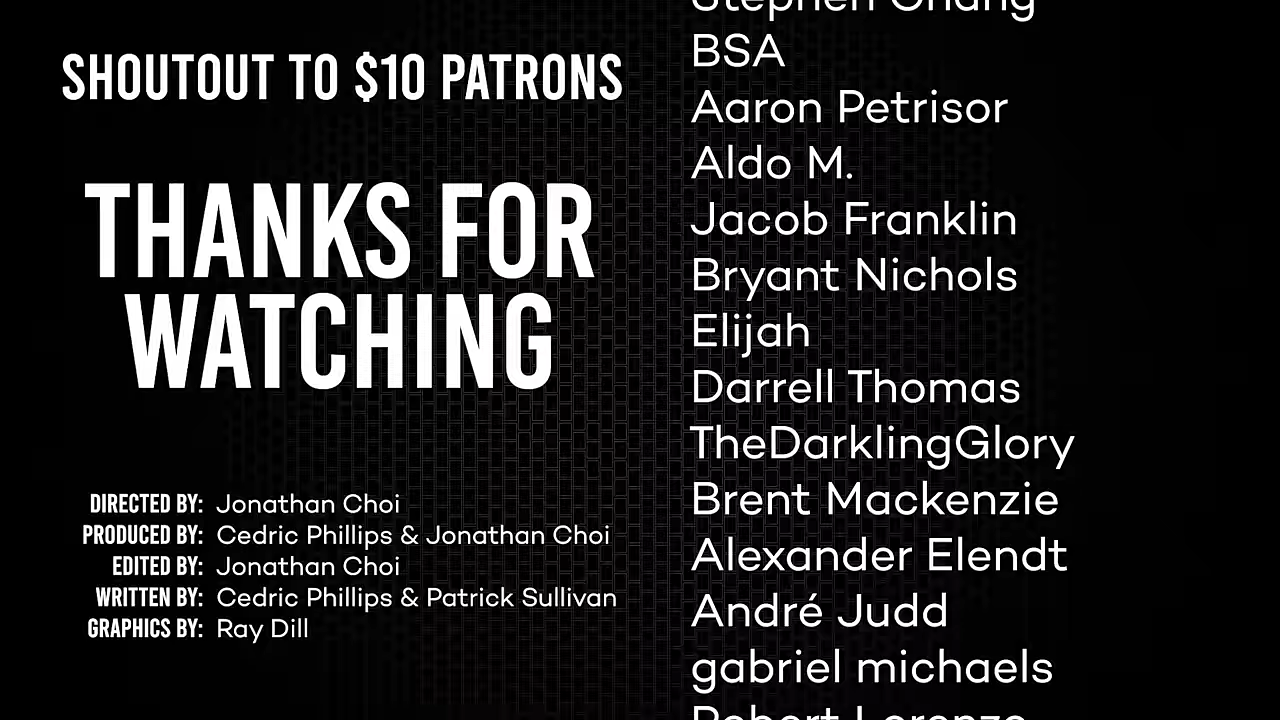 SHOUTOUT TO $10 PATRONS
THANKS FOR
WATCHING
DIRECTED BY: Jonathan Choi
PRODUCED BY: Cedric Phillips & Jonathan Choi
EDITED BY: Jonathan Choi
WRITTEN BY: Cedric Phillips & Patrick Sullivan
GRAPHICS BY: Ray Dill
Stephen
BSA
Aaron Petrisor
Aldo M.
Jacob Franklin
Bryant Nichols
Elijah
Darrell Thomas
TheDarklingGlory
Brent Mackenzie
Alexander Elendt
André Judd
gabriel michaels